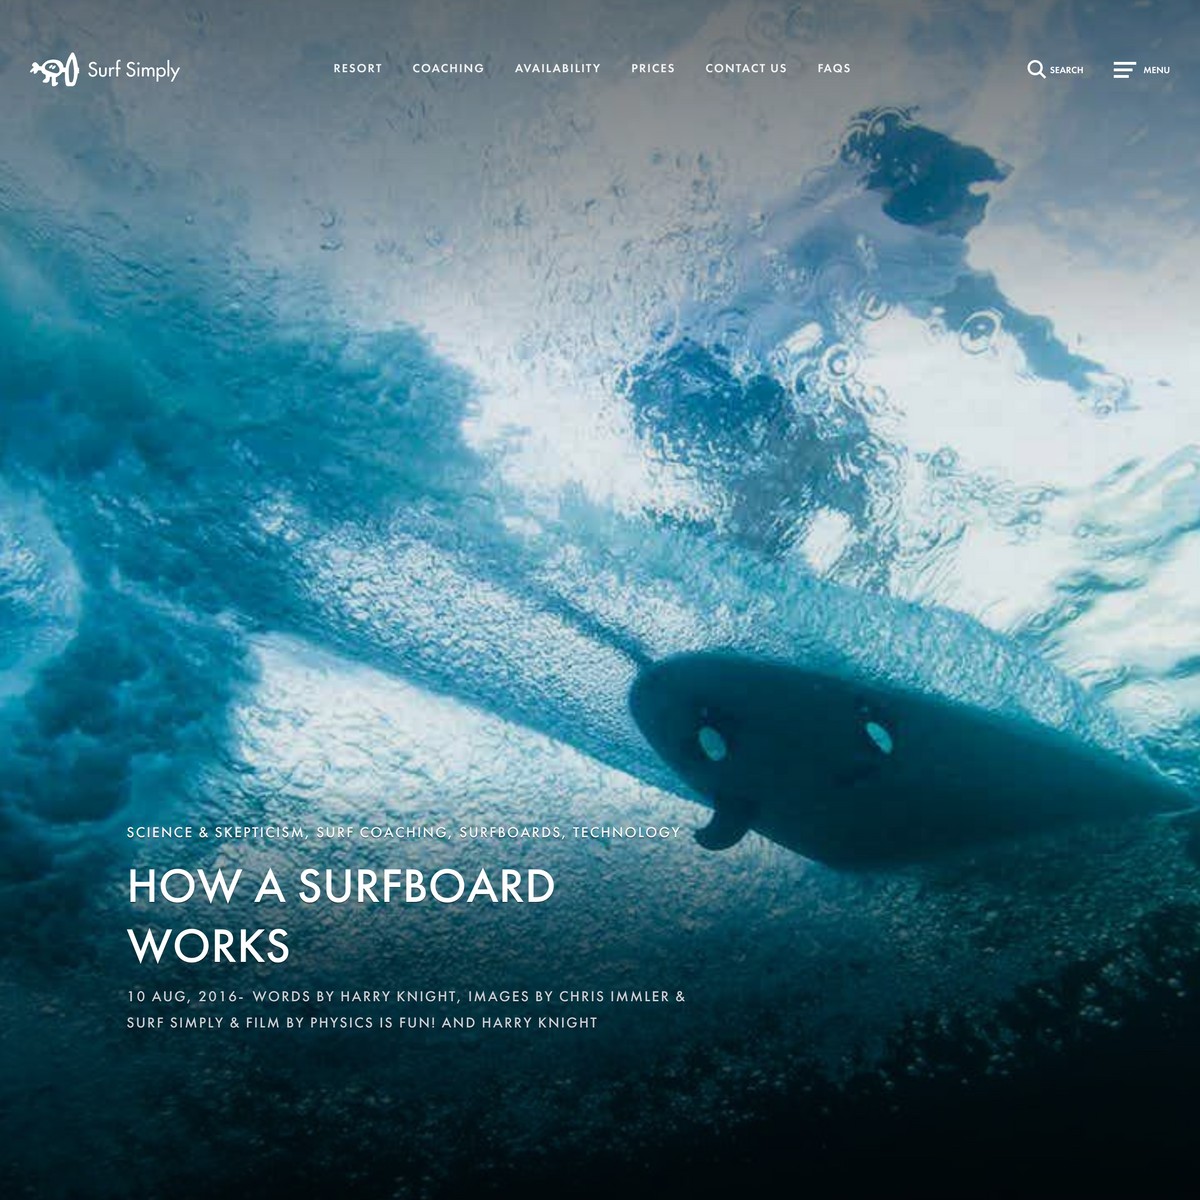 Surf Simply
RESORT COACHING AVAILABILITY PRICES CONTACT US FAQS
SEARCH MENU
SCIENCE & SKEPTICISM, SURF COACHING, SURFBOARDS, TECHNOLOGY
HOW A SURFBOARD
WORKS
10 AUG, 2016- WORDS BY HARRY KNIGHT, IMAGES BY CHRIS IMMLER &
SURF SIMPLY & FILM BY PHYSICS IS FUN! AND HARRY KNIGHT